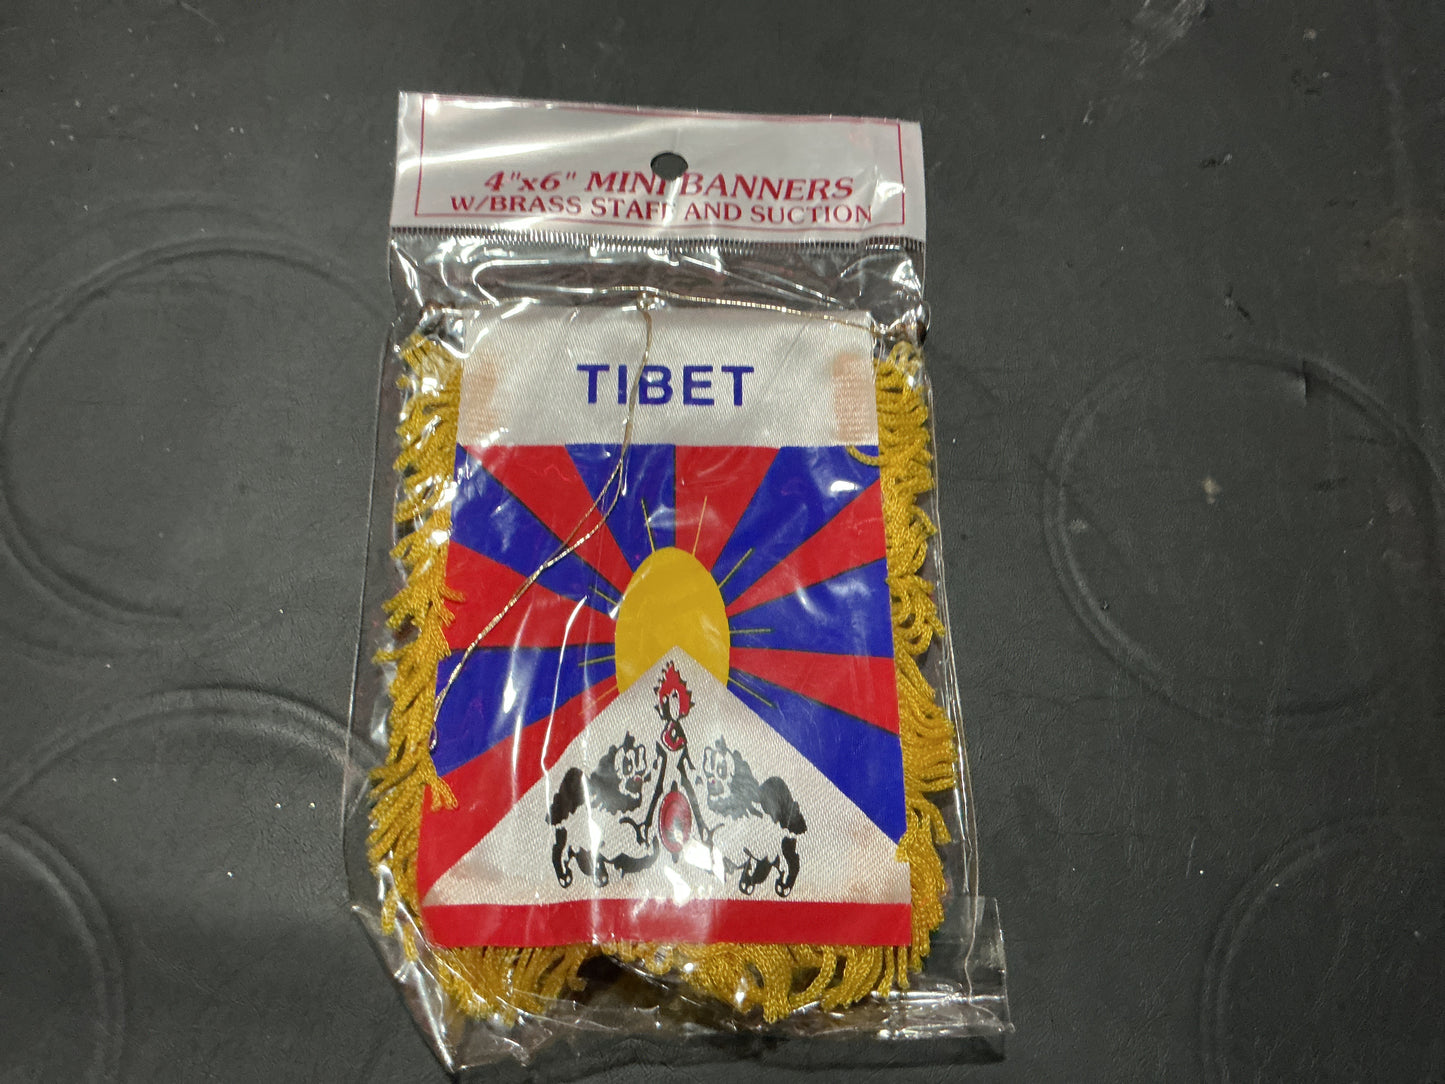 4"x6" MINI BANNERS
W/BRASS STAFF AND SUCTION
TIBET